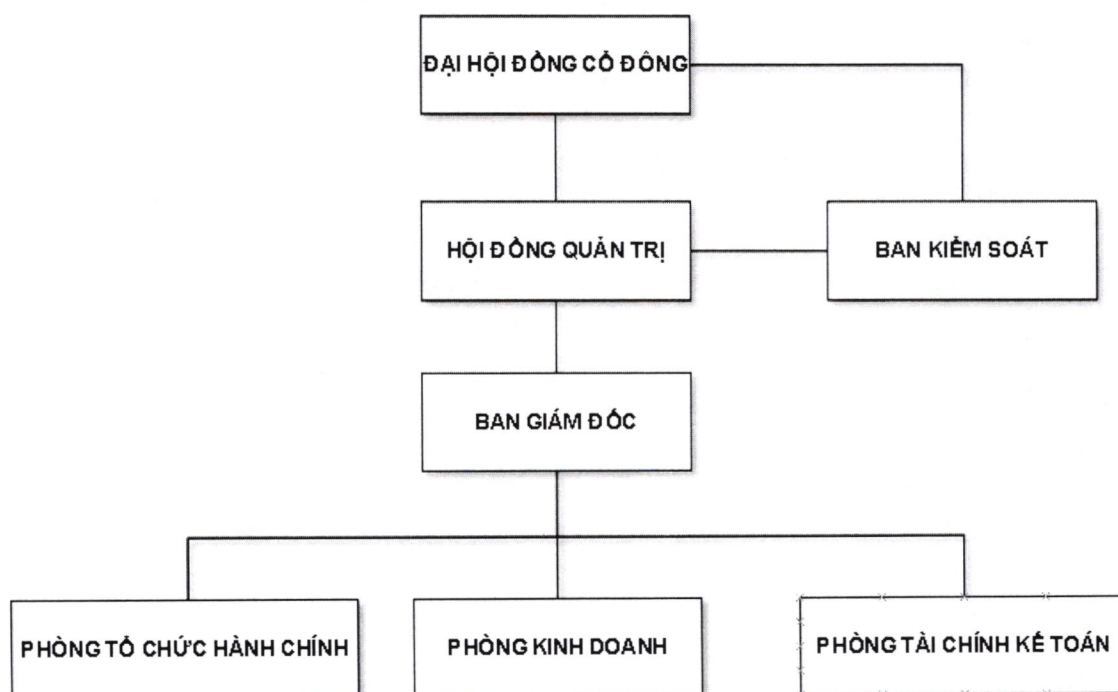 ĐẠI HỘI ĐỒNG CỔ ĐÔNG
HỘI ĐỒNG QUẢN TRỊ
BAN KIỂM SOÁT
BAN GIÁM ĐỐC
PHÒNG TỔ CHỨC HÀNH CHÍNH
PHÒNG KINH DOANH
PHÒNG TÀI CHÍNH KẾ TOÁN